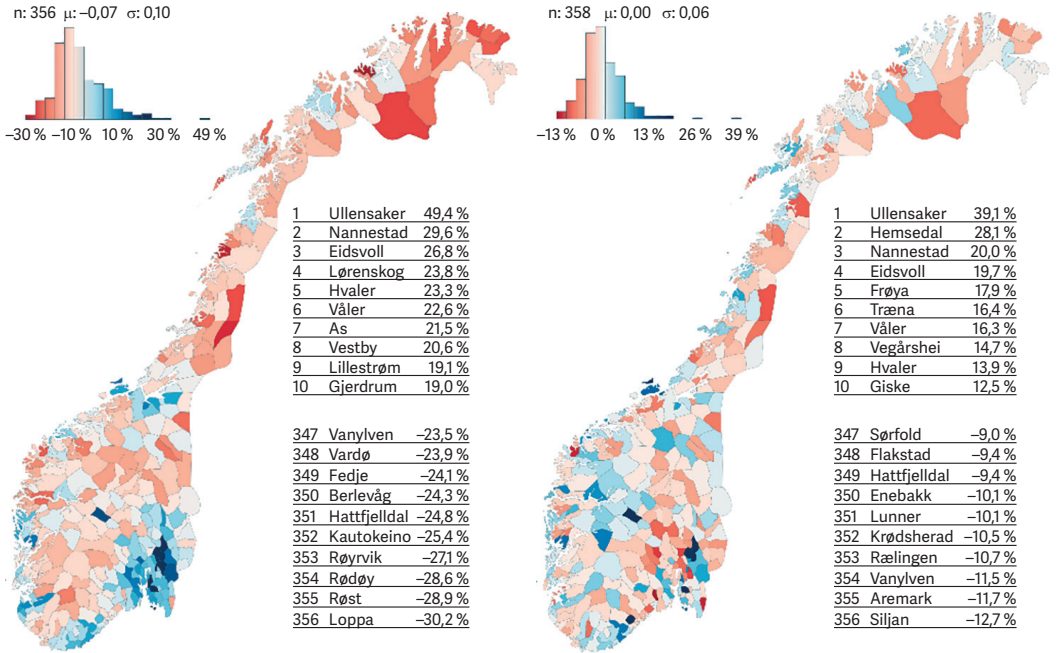 n: 356 μ: –0,07 σ: 0,10
–30 % –10 % 10 % 30 % 49 %
1 Ullensaker 49,4 %
2 Nannestad 29,6 %
3 Eidsvoll 26,8 %
4 Lørenskog 23,8 %
5 Hvaler 23,3 %
6 Våler 22,6 %
7 As 21,5 %
8 Vestby 20,6 %
9 Lillestrøm 19,1 %
10 Gjerdrum 19,0 %
347 Vanylven –23,5 %
348 Vardø –23,9 %
349 Fedje –24,1 %
350 Berlevåg –24,3 %
351 Hattfjelldal –24,8 %
352 Kautokeino –25,4 %
353 Røyrvik –27,1 %
354 Rødøy –28,6 %
355 Røst –28,9 %
356 Loppa –30,2 %
n: 358 μ: 0,00 σ: 0,06
–13 % 0 % 13 % 26 % 39 %
1 Ullensaker 39,1 %
2 Hemsedal 28,1 %
3 Nannestad 20,0 %
4 Eidsvoll 19,7 %
5 Frøya 17,9 %
6 Træna 16,4 %
7 Våler 16,3 %
8 Vegårshei 14,7 %
9 Hvaler 13,9 %
10 Giske 12,5 %
347 Sørfold –9,0 %
348 Flakstad –9,4 %
349 Hattfjelldal –9,4 %
350 Enebakk –10,1 %
351 Lunner –10,1 %
352 Krødsherad –10,5 %
353 Rælingen –10,7 %
354 Vanylven –11,5 %
355 Aremark –11,7 %
356 Siljan –12,7 %